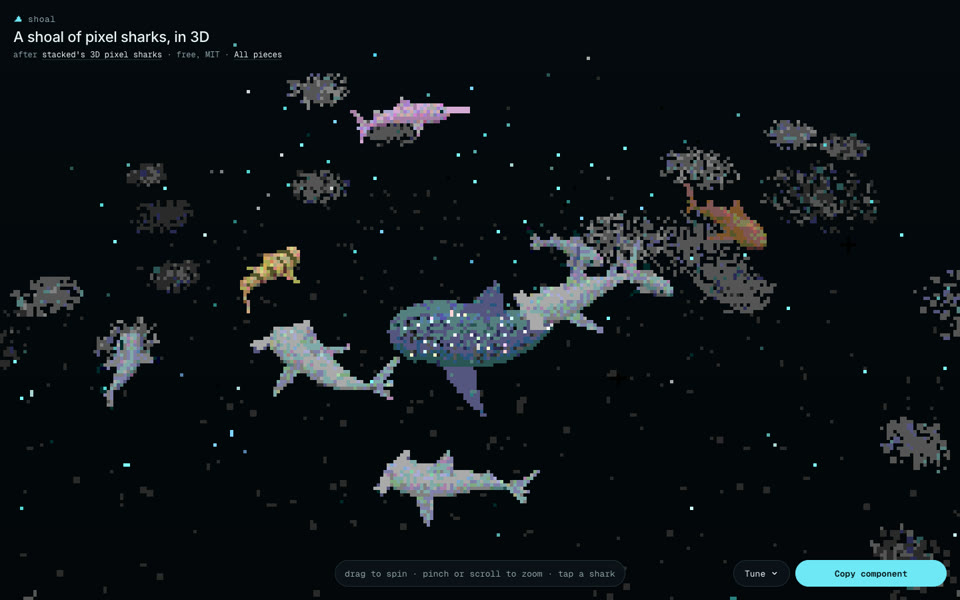 shoal
A shoal of pixel sharks, in 3D
after stacked's 3D pixel sharks · free, MIT · All pieces
drag to spin · pinch or scroll to zoom · tap a shark
Tune
Copy component